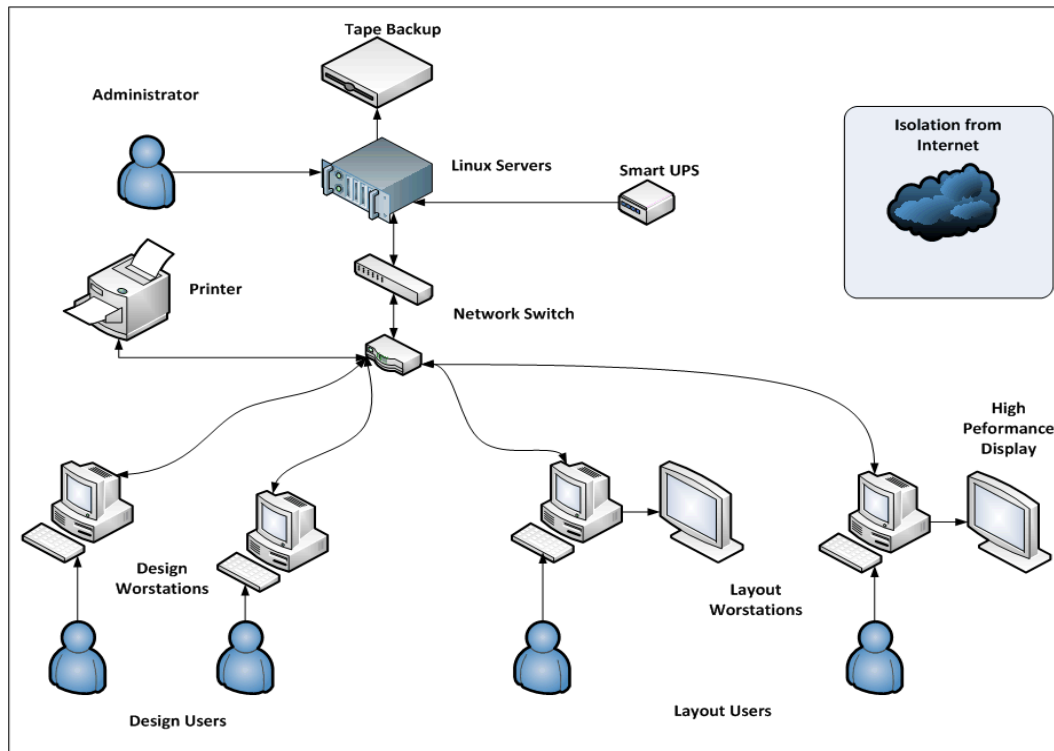 Tape Backup
Administrator
Isolation from
Internet
Linux Servers
Smart UPS
Printer
Network Switch
High
Peformance
Display
Design
Worstations
Layout
Worstations
Design Users
Layout Users